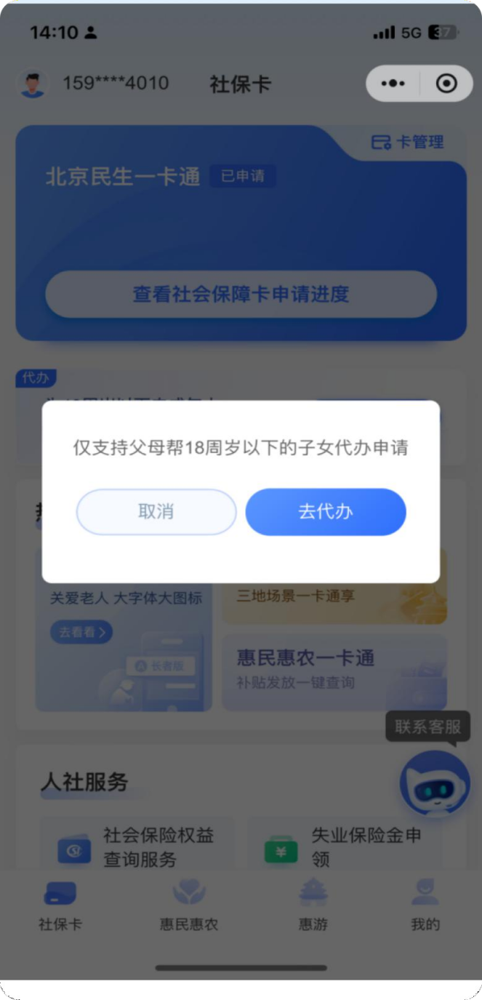 14:10
5G 37
159****4010
社保卡
卡管理
北京民生一卡通
已申请
查看社会保障卡申请进度
代办
仅支持父母帮18周岁以下的子女代办申请
取消
去代办
关爱老人 大字体大图标
去看看
长者版
三地场景一卡通享
惠民惠农一卡通
补贴发放一键查询
联系客服
人社服务
社会保险权益
查询服务
失业保险金申
领
社保卡
惠民惠农
惠游
我的